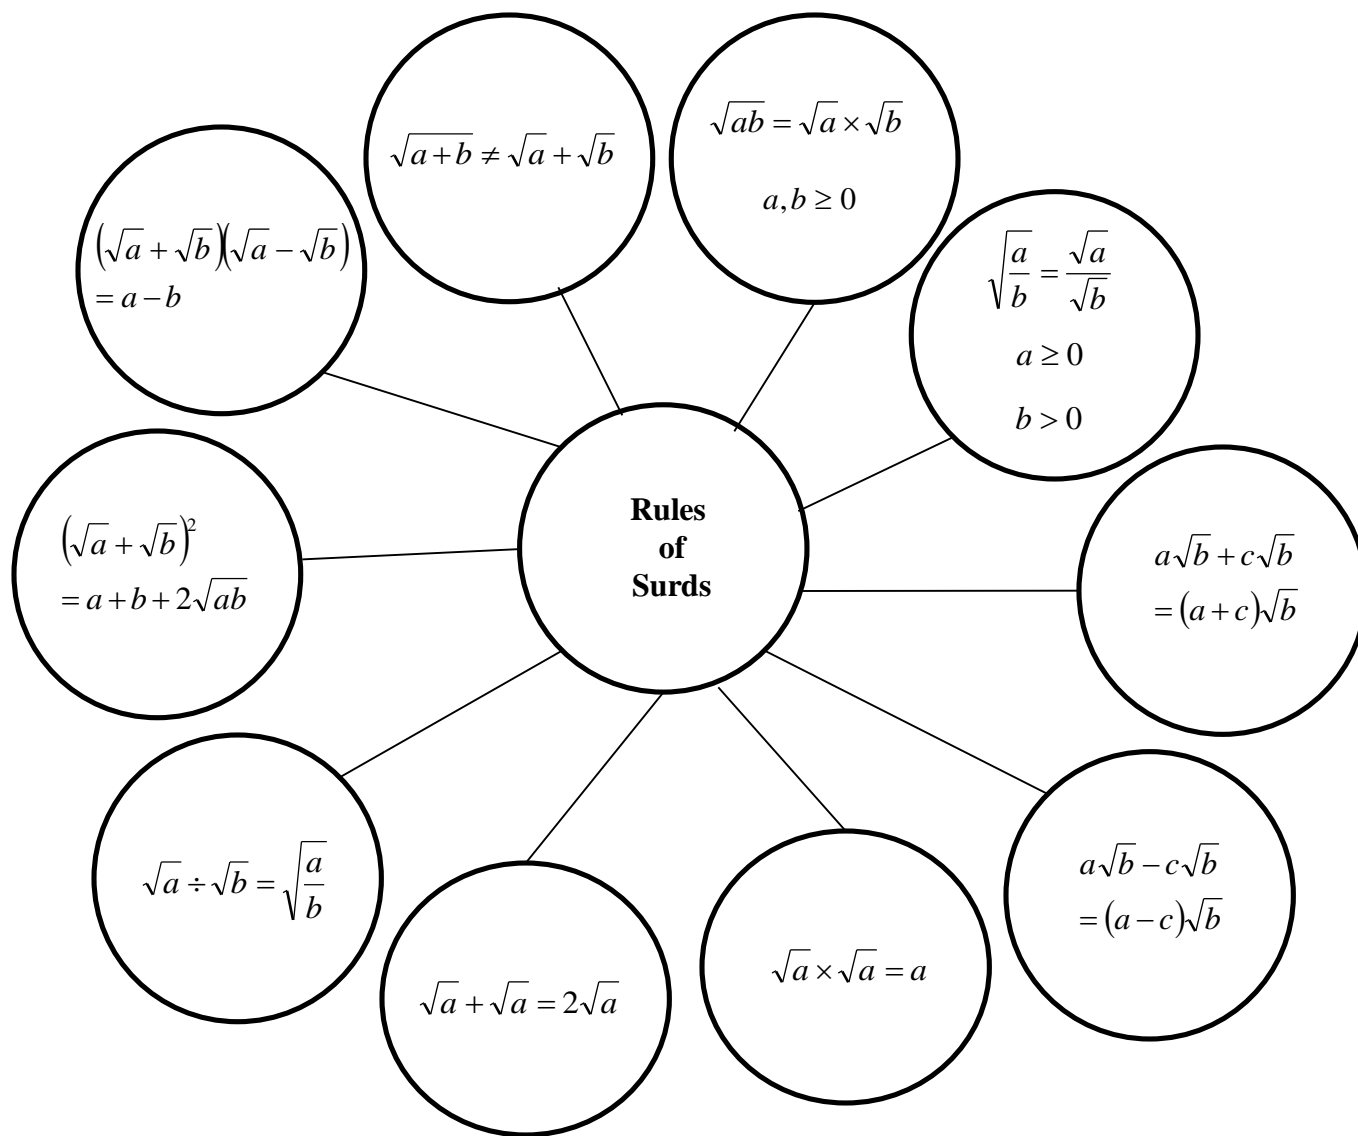 √(a+b) ≠ √a + √b
√(ab) = √a × √b
a, b ≥ 0
(√a + √b)(√a − √b)
= a − b
√(a/b) = √a/√b
a ≥ 0
b > 0
Rules
of
Surds
(√a + √b)²
= a + b + 2√(ab)
a√b + c√b
= (a + c)√b
√a ÷ √b = √(a/b)
a√b − c√b
= (a − c)√b
√a + √a = 2√a
√a × √a = a